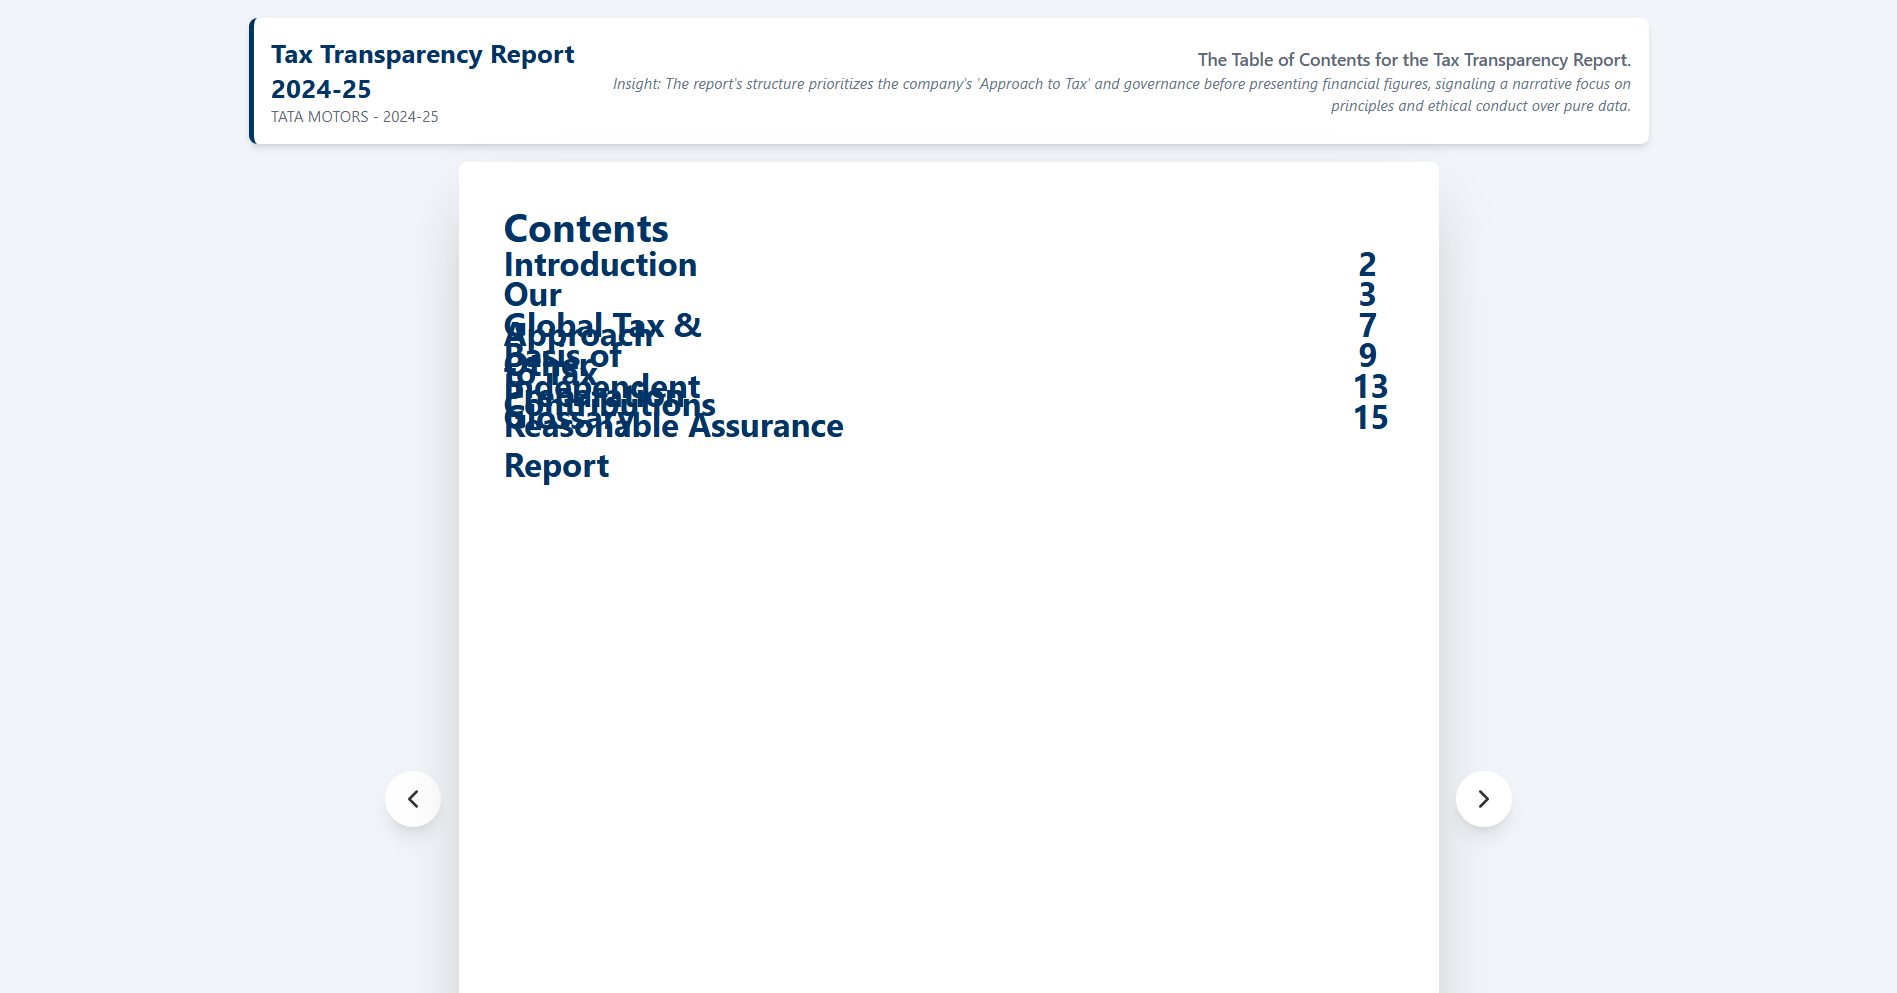 Tax Transparency Report
2024-25
TATA MOTORS - 2024-25
The Table of Contents for the Tax Transparency Report.
Insight: The report's structure prioritizes the company's 'Approach to Tax' and governance before presenting financial figures, signaling a narrative focus on
principles and ethical conduct over pure data.
Contents
Introduction 2
Our 3
Approach
to Tax
Global Tax & 7
Other
Contributions
Basis of 9
Preparation
Independent 13
Reasonable Assurance
Report
Glossary 15